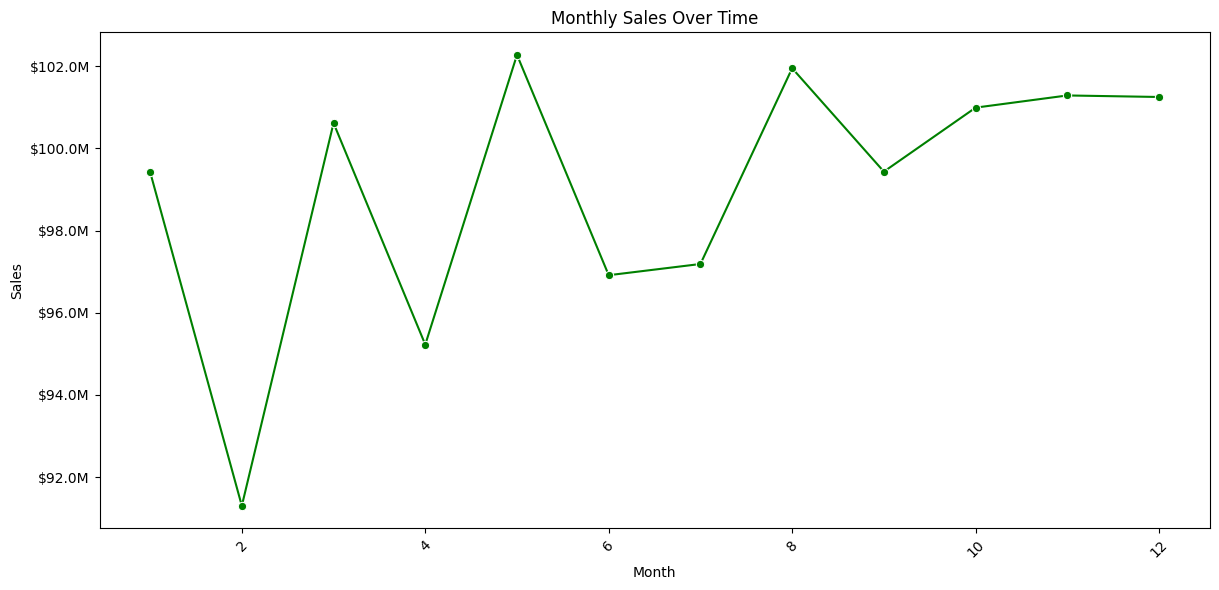 Monthly Sales Over Time
$102.0M
$100.0M
$98.0M
$96.0M
$94.0M
$92.0M
Sales
2
4
6
8
10
12
Month